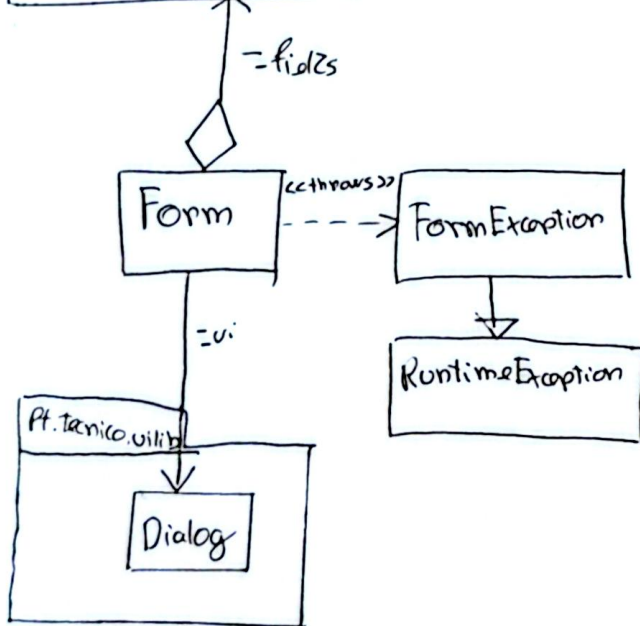 -fields
Form
<<throws>>
FormException
-ui
RuntimeException
pt.tecnico.uilib
Dialog